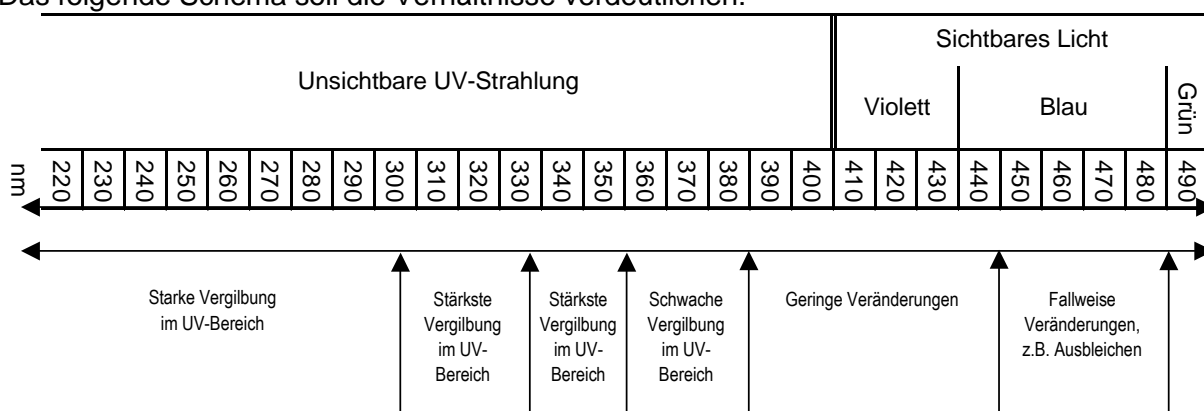 Das folgende Schema soll die Verhältnisse verdeutlichen:
Sichtbares Licht
Unsichtbare UV-Strahlung
Violett
Blau
Grün
nm
220 230 240 250 260 270 280 290 300 310 320 330 340 350 360 370 380 390 400 410 420 430 440 450 460 470 480 490
Starke Vergilbung
im UV-Bereich
Stärkste
Vergilbung
im UV-
Bereich
Stärkste
Vergilbung
im UV-
Bereich
Schwache
Vergilbung
im UV-
Bereich
Geringe Veränderungen
Fallweise
Veränderungen,
z.B. Ausbleichen